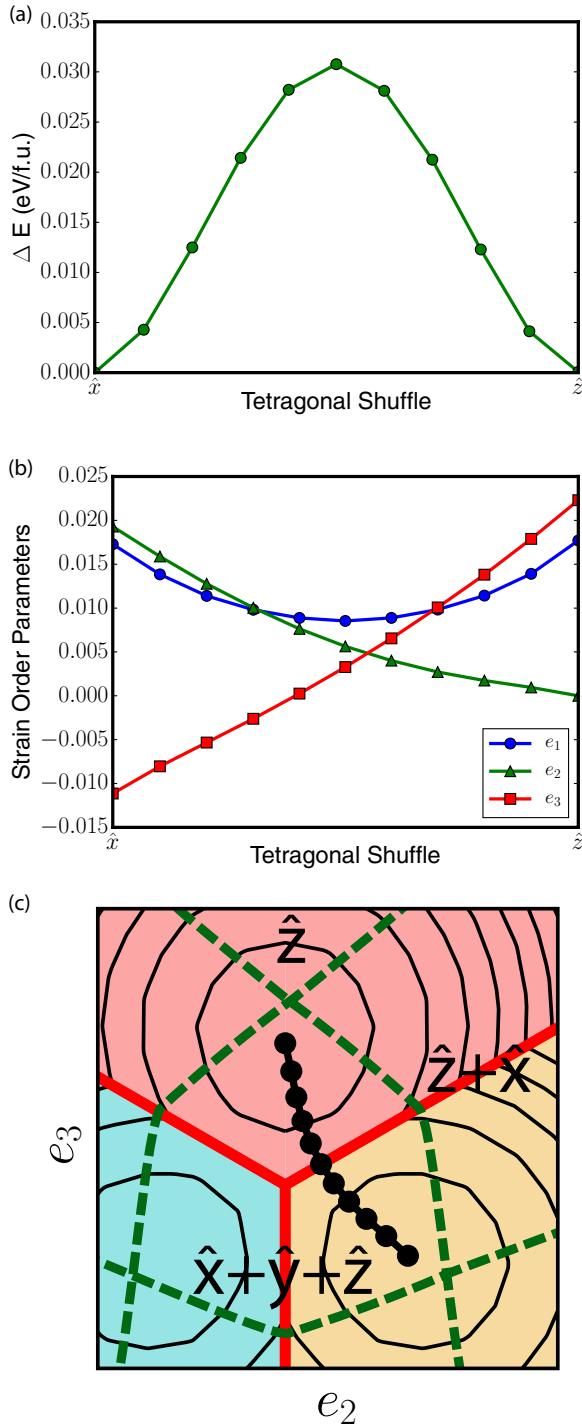 (a)
Δ E (eV/f.u.)
0.035
0.030
0.025
0.020
0.015
0.010
0.005
0.000
x̂ ẑ
Tetragonal Shuffle
(b)
Strain Order Parameters
0.025
0.020
0.015
0.010
0.005
0.000
−0.005
−0.010
−0.015
e₁
e₂
e₃
x̂ ẑ
Tetragonal Shuffle
(c)
ẑ
ẑ+x̂
x̂+ŷ+ẑ
e₃
e₂